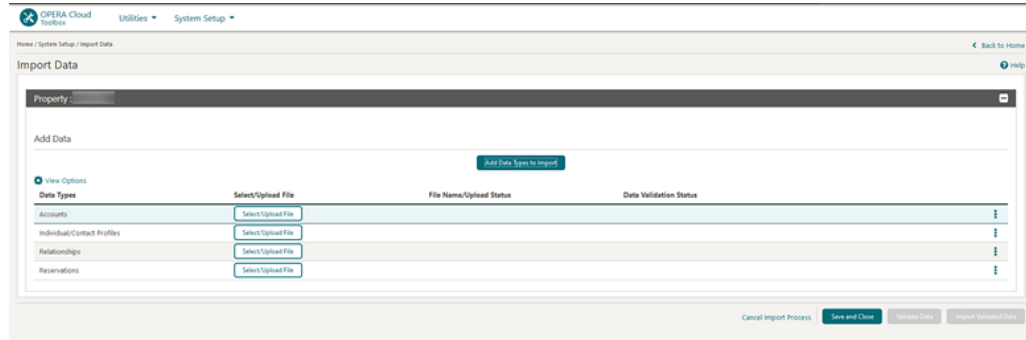 OPERA Cloud Toolbox Utilities System Setup
Home / System Setup / Import Data Back to Home
Import Data Help
Property :
Add Data
Add Data Types to Import
View Options
Data Types Select/Upload File File Name/Upload Status Data Validation Status
Accounts Select/Upload File
Individual/Contact Profiles Select/Upload File
Relationships Select/Upload File
Reservations Select/Upload File
Cancel Import Process Save and Close Validate Data Import Validated Data